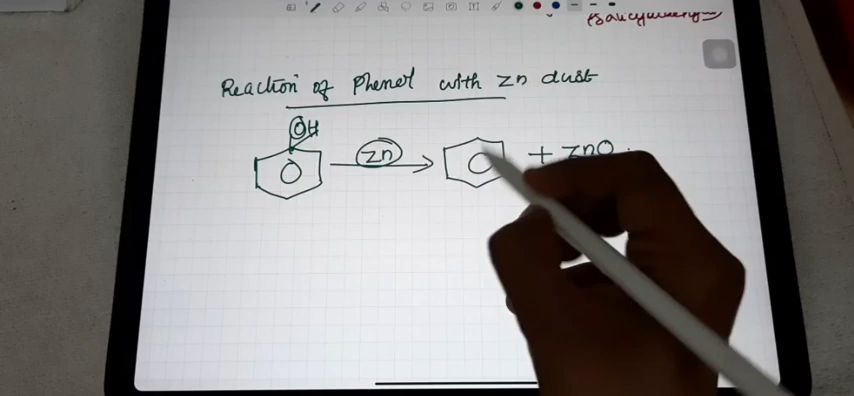 Reaction of Phenol with Zn dust
OH
Zn
+ ZnO